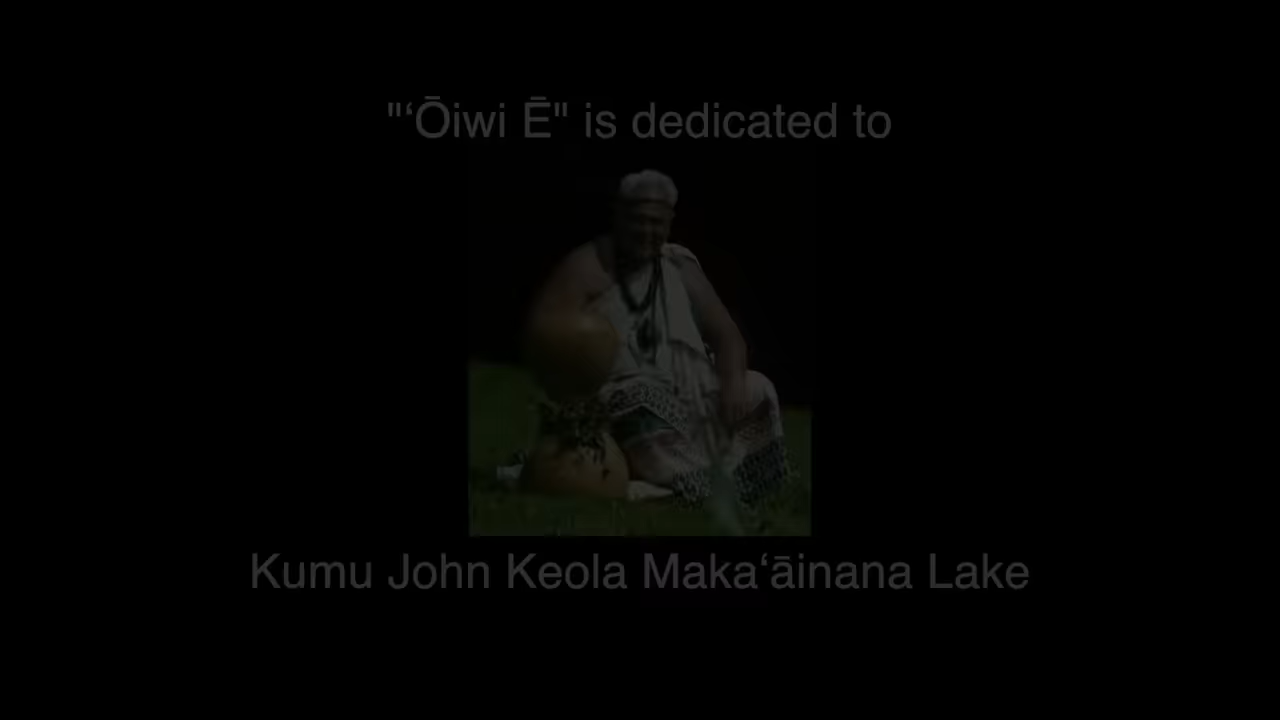 "ʻŌiwi Ē" is dedicated to
Kumu John Keola Makaʻāinana Lake